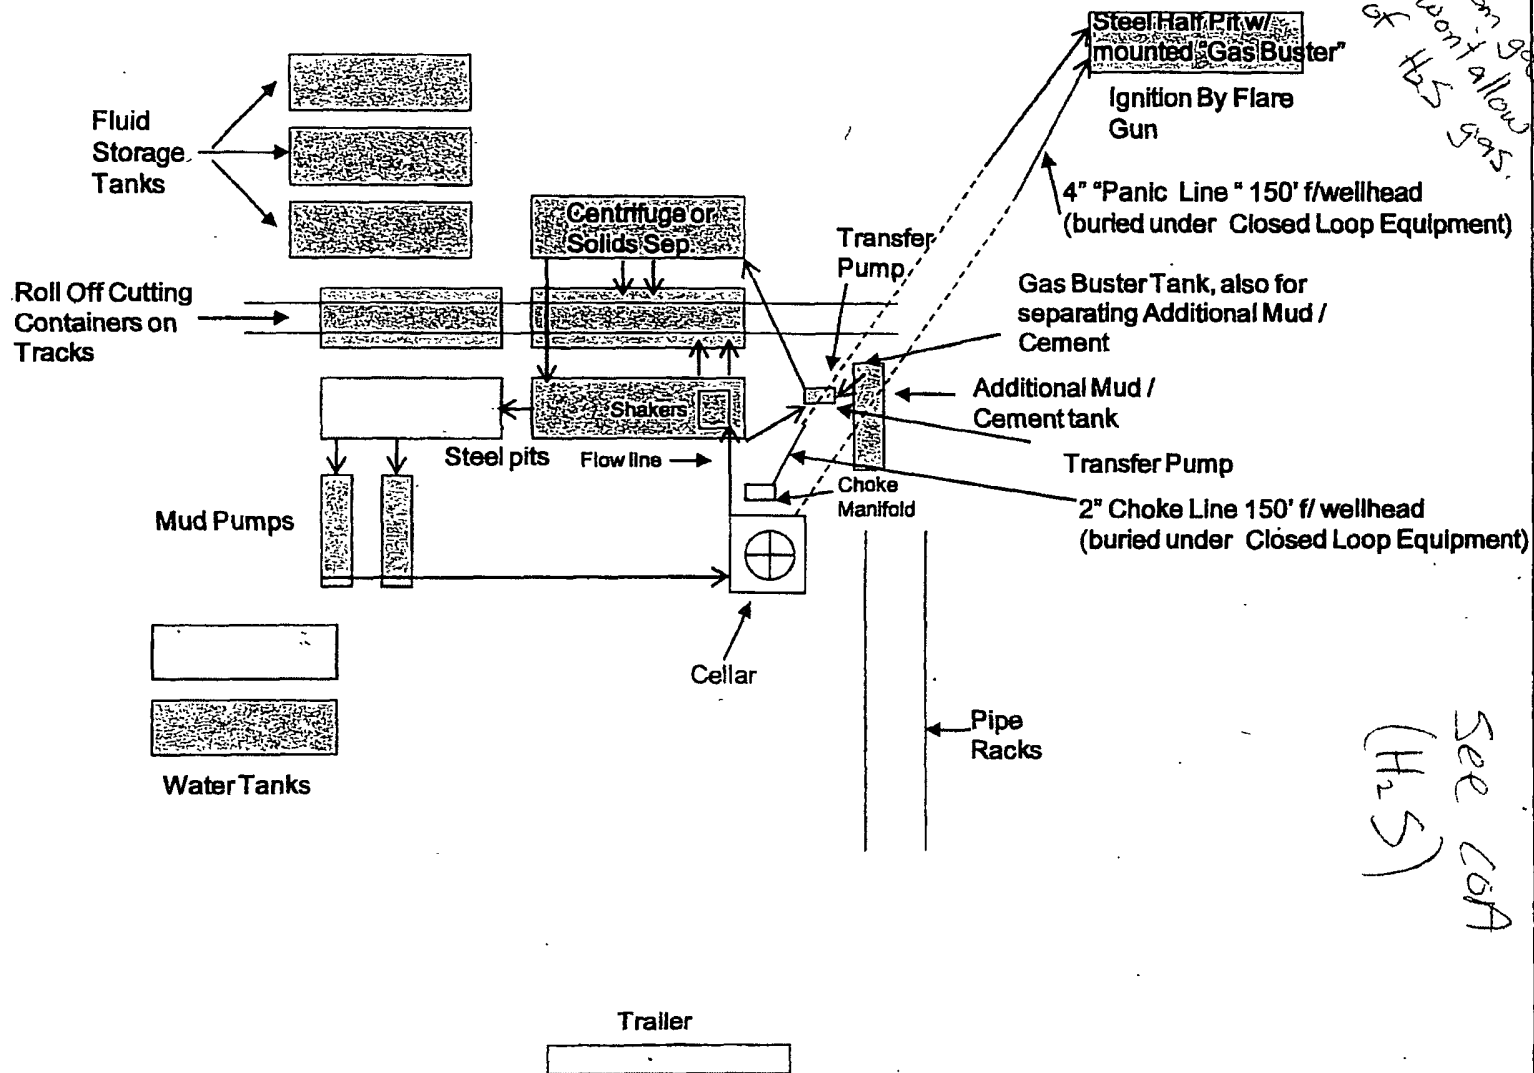 Steel Half Pit w/
mounted "Gas Buster"
Ignition By Flare
Gun
won't allow
of H2S gas.
Fluid
Storage
Tanks
4" "Panic Line " 150' f/wellhead
(buried under Closed Loop Equipment)
Centrifuge or
Solids Sep.
Transfer
Pump
Gas Buster Tank, also for
separating Additional Mud /
Cement
Roll Off Cutting
Containers on
Tracks
Additional Mud /
Cement tank
Shakers
Steel pits
Flow line
Transfer Pump
Choke
Manifold
2" Choke Line 150' f/ wellhead
(buried under Closed Loop Equipment)
Mud Pumps
Cellar
Pipe
Racks
See COA
(H2S)
Water Tanks
Trailer